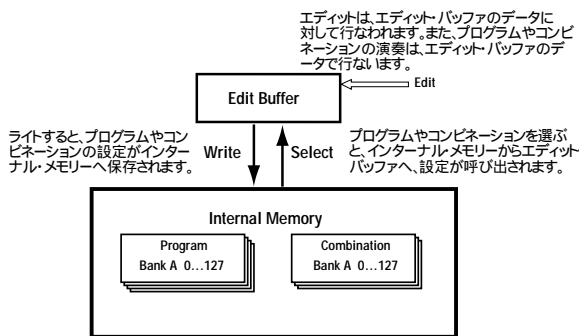 エディットは、エディット・バッファのデータに
対して行なわれます。また、プログラムやコンビ
ネーションの演奏は、エディット・バッファのデ
ータで行ないます。
Edit
Edit Buffer
ライトすると、プログラムやコン
ビネーションの設定がインター
ナル・メモリーへ保存されます。
Write
Select
プログラムやコンビネーションを選ぶ
と、インターナル・メモリーからエディット・
バッファへ、設定が呼び出されます。
Internal Memory
Program
Bank A 0...127
Combination
Bank A 0...127